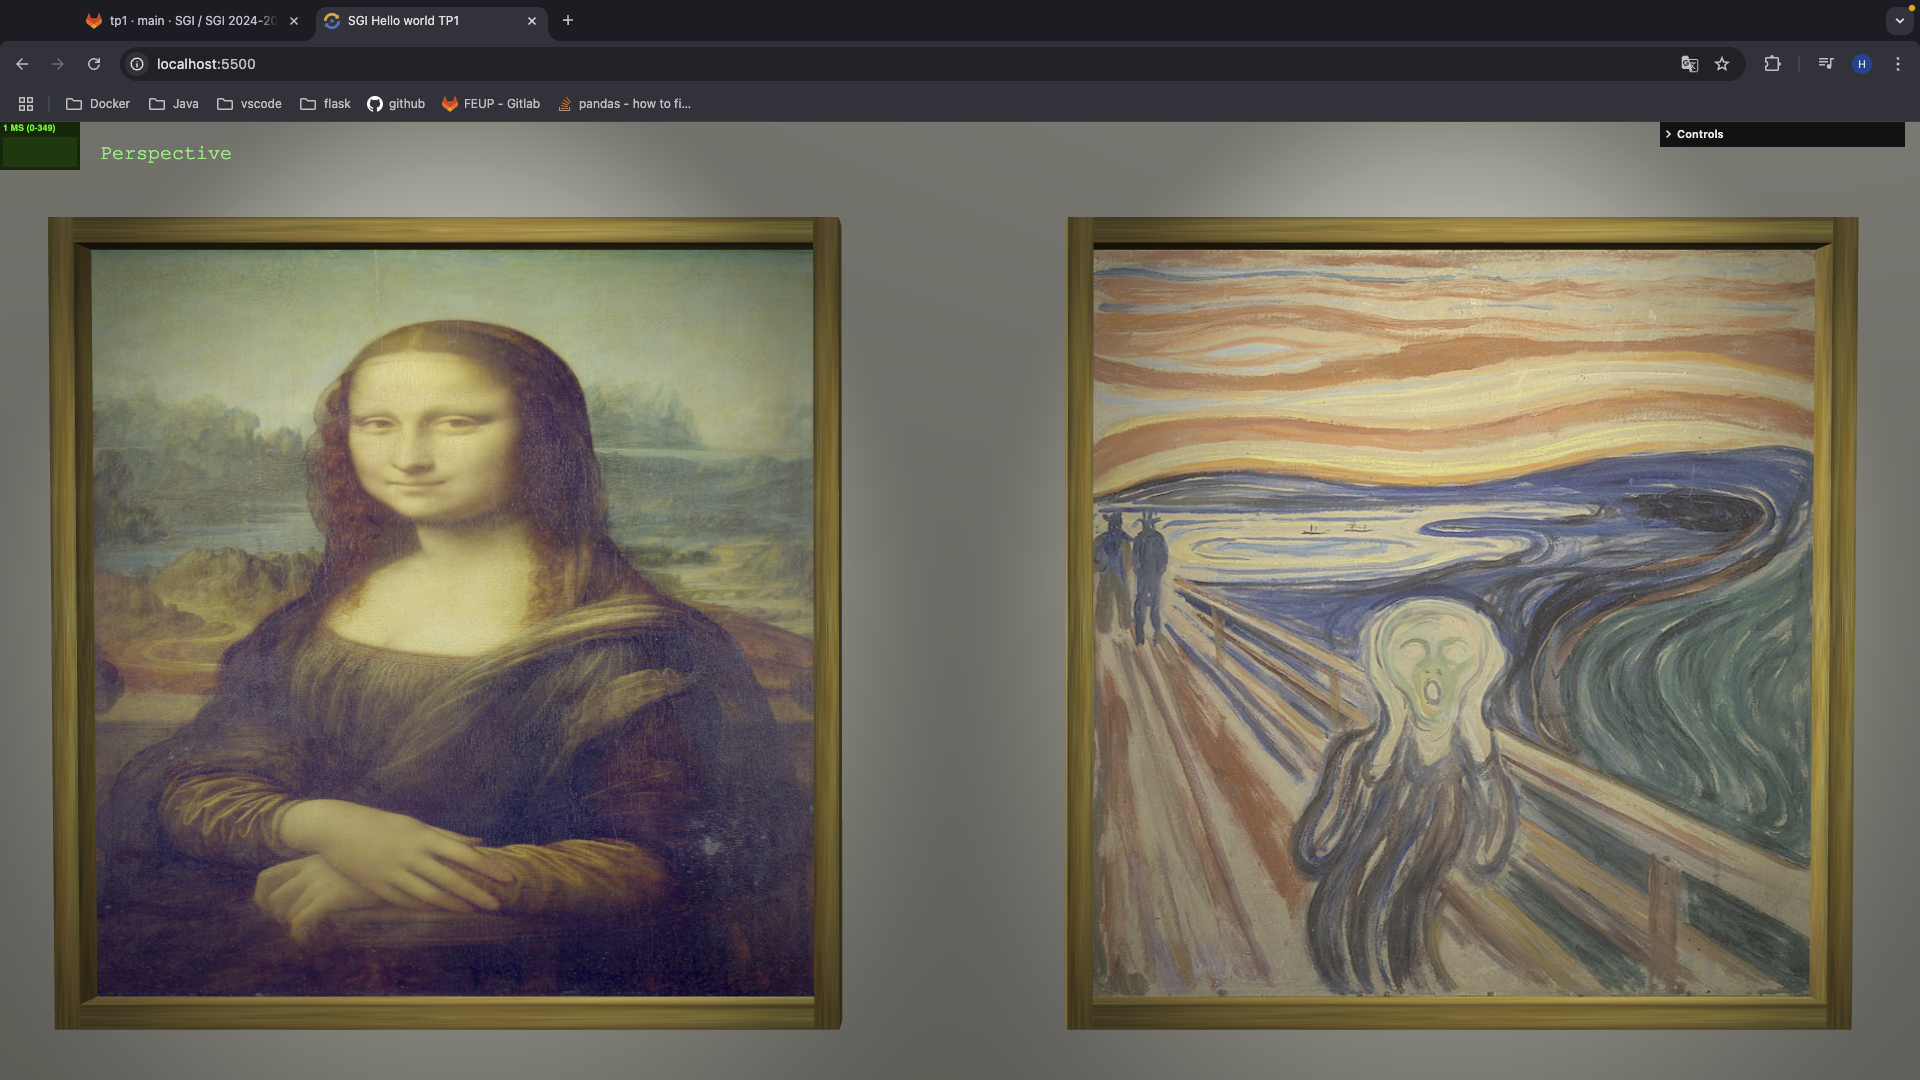 tp1 · main · SGI / SGI 2024-20
SGI Hello world TP1
localhost:5500
H
Docker
Java
vscode
flask
github
FEUP - Gitlab
pandas - how to fi...
1 MS (0-349)
Perspective
Controls